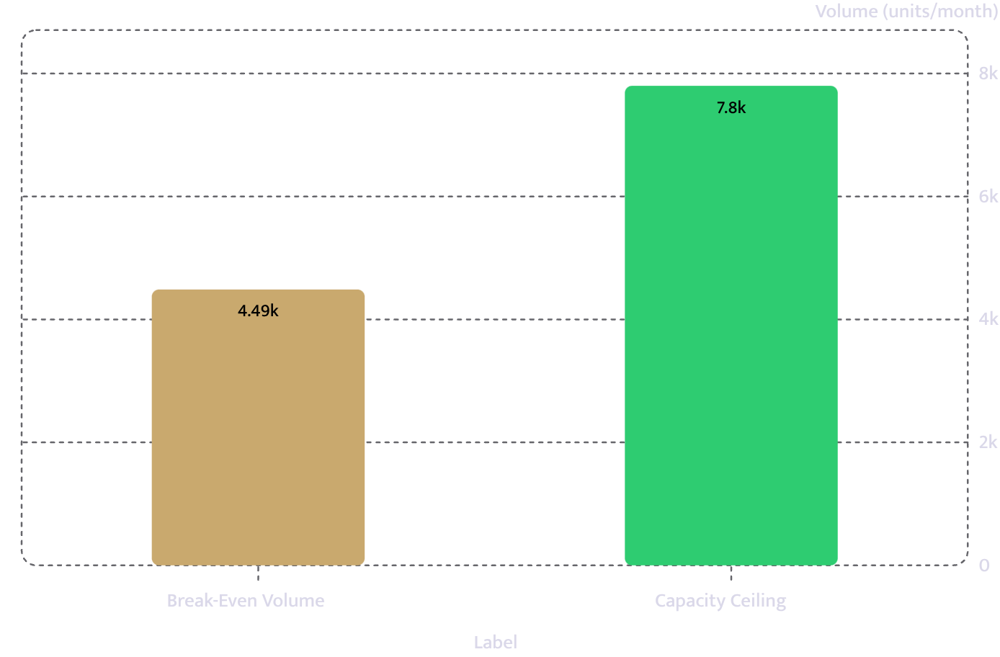 Volume (units/month)
8k
7.8k
6k
4.49k
4k
2k
0
Break-Even Volume
Capacity Ceiling
Label